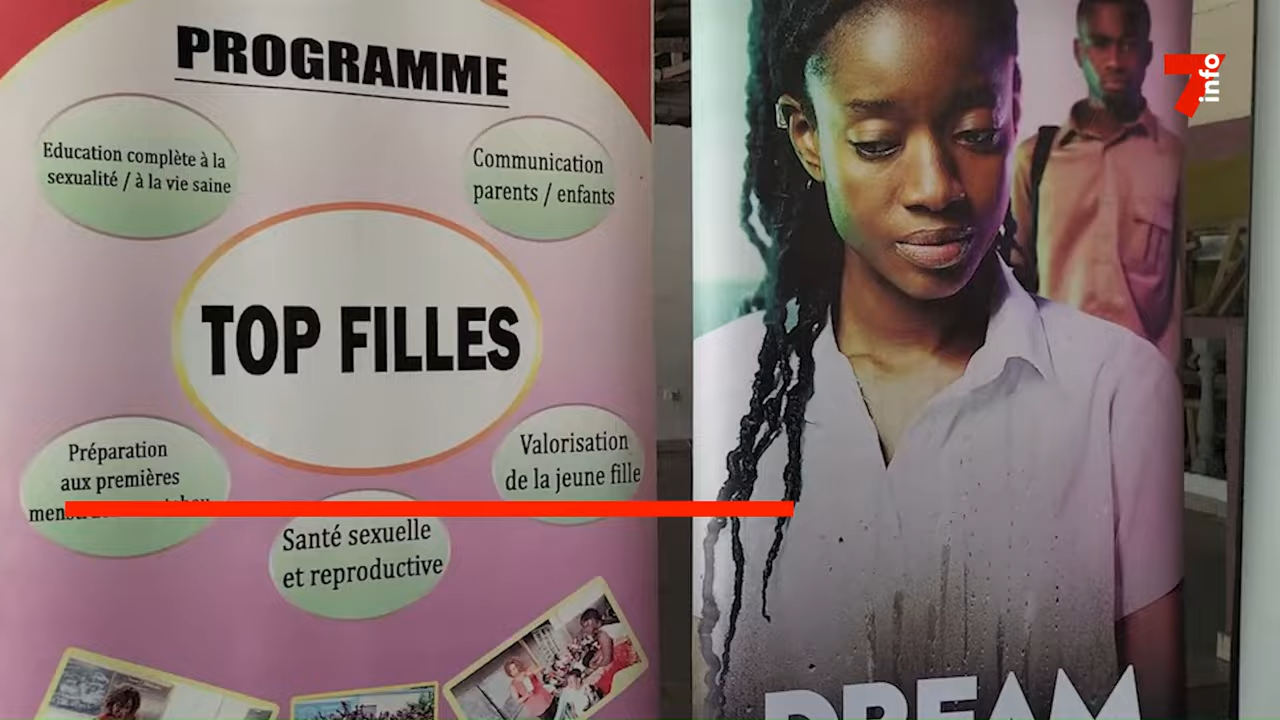 PROGRAMME
Education complète à la
sexualité / à la vie saine
Communication
parents / enfants
TOP FILLES
Préparation
aux premières
Valorisation
de la jeune fille
Santé sexuelle
et reproductive
7info
DREAM